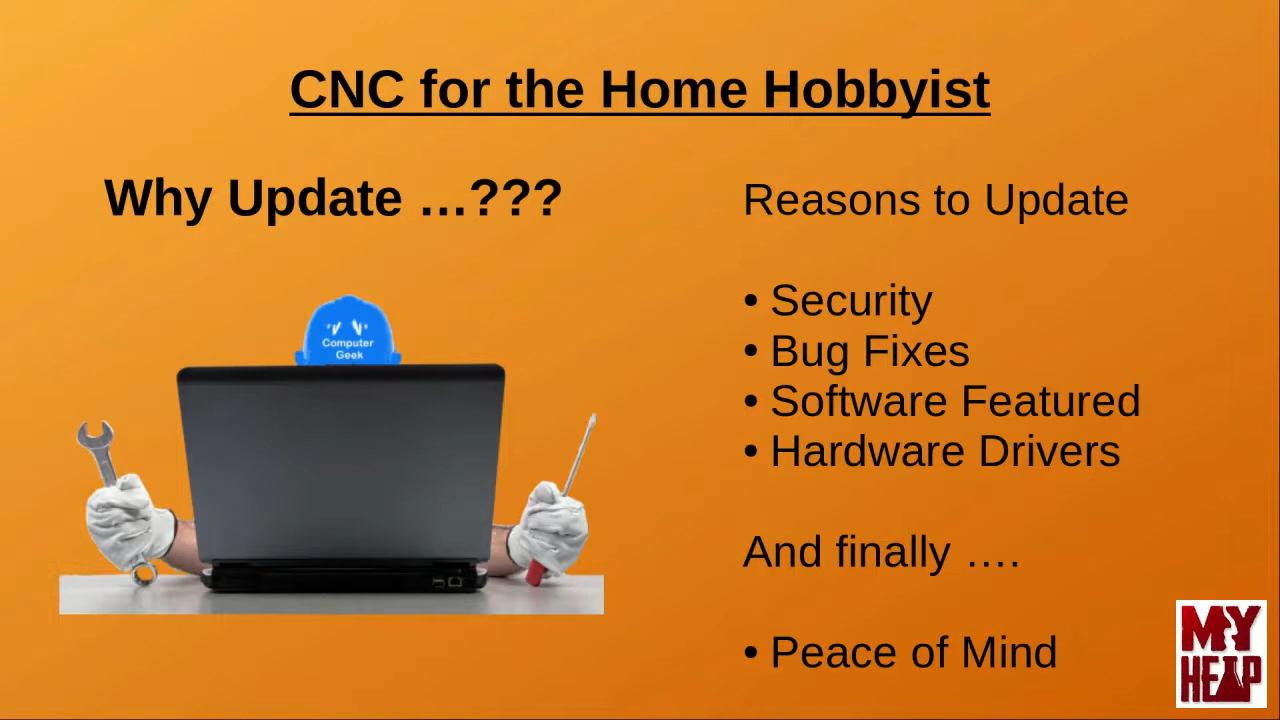 CNC for the Home Hobbyist
Why Update …???
Computer
Geek
Reasons to Update
• Security
• Bug Fixes
• Software Featured
• Hardware Drivers
And finally ….
• Peace of Mind
MY
HEAP